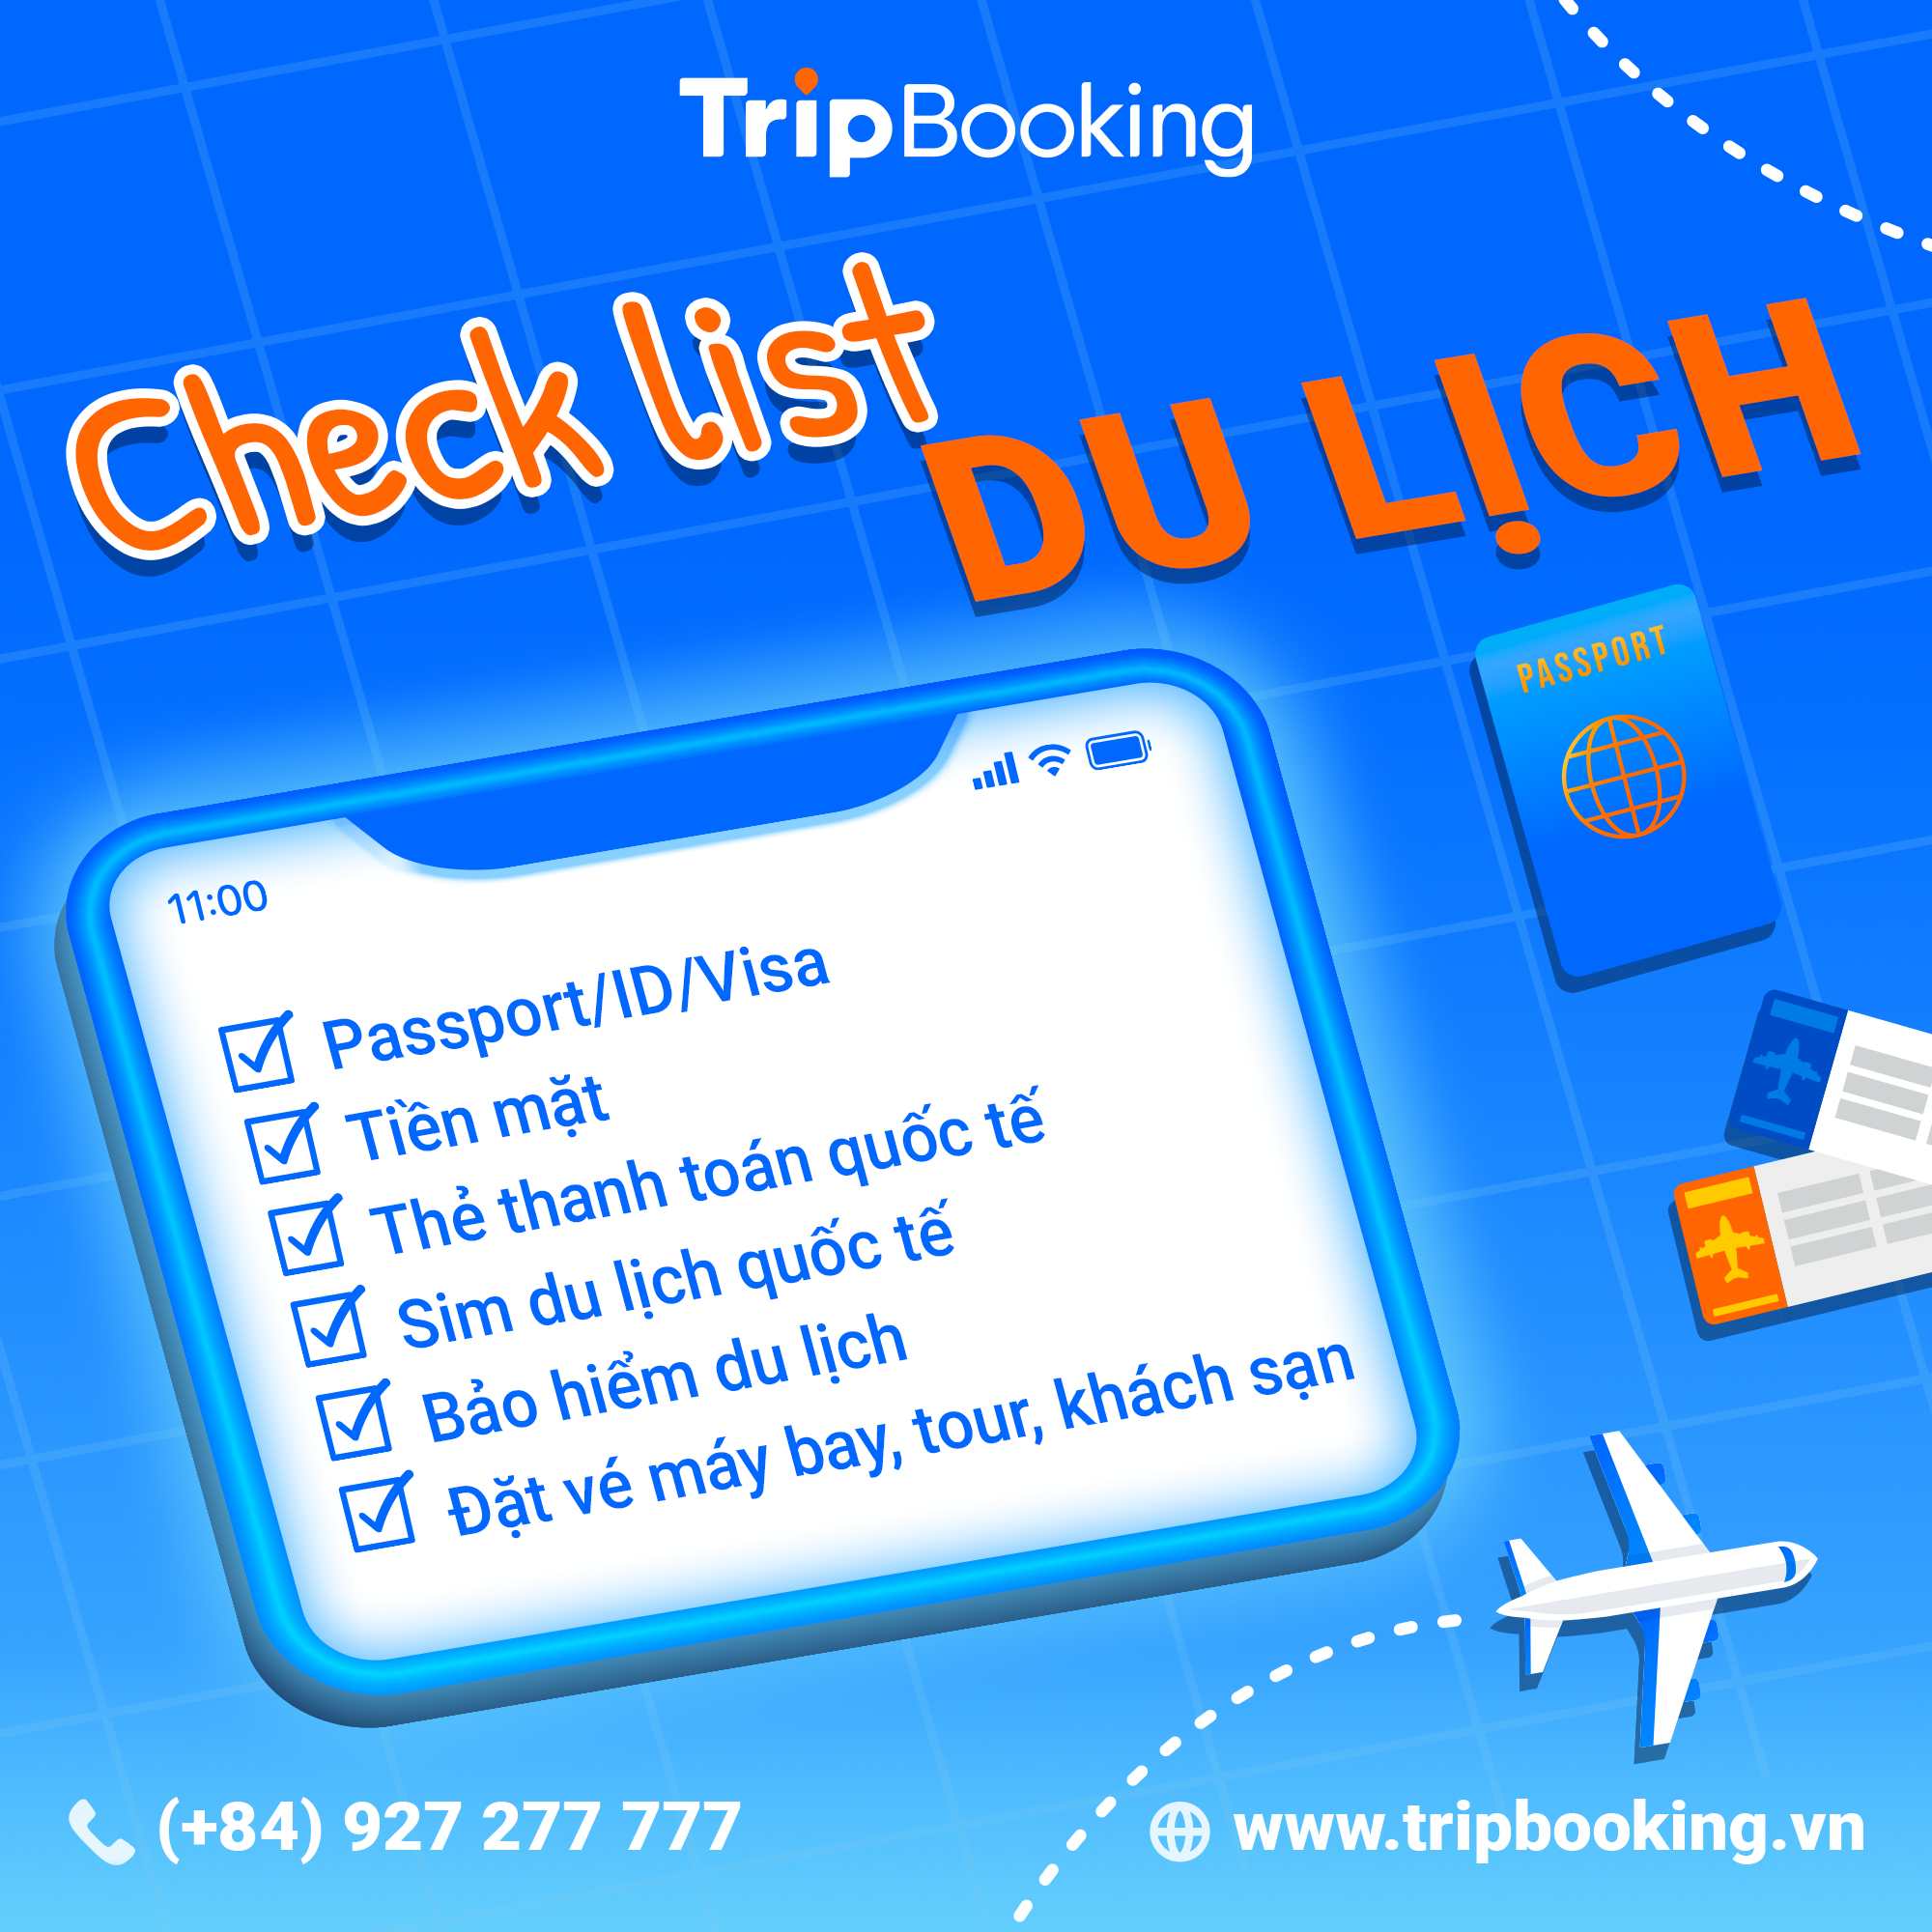 TripBooking
Check list
DU LỊCH
PASSPORT
11:00
Passport/ID/Visa
Tiền mặt
Thẻ thanh toán quốc tế
Sim du lịch quốc tế
Bảo hiểm du lịch
Đặt vé máy bay, tour, khách sạn
(+84) 927 277 777
www.tripbooking.vn